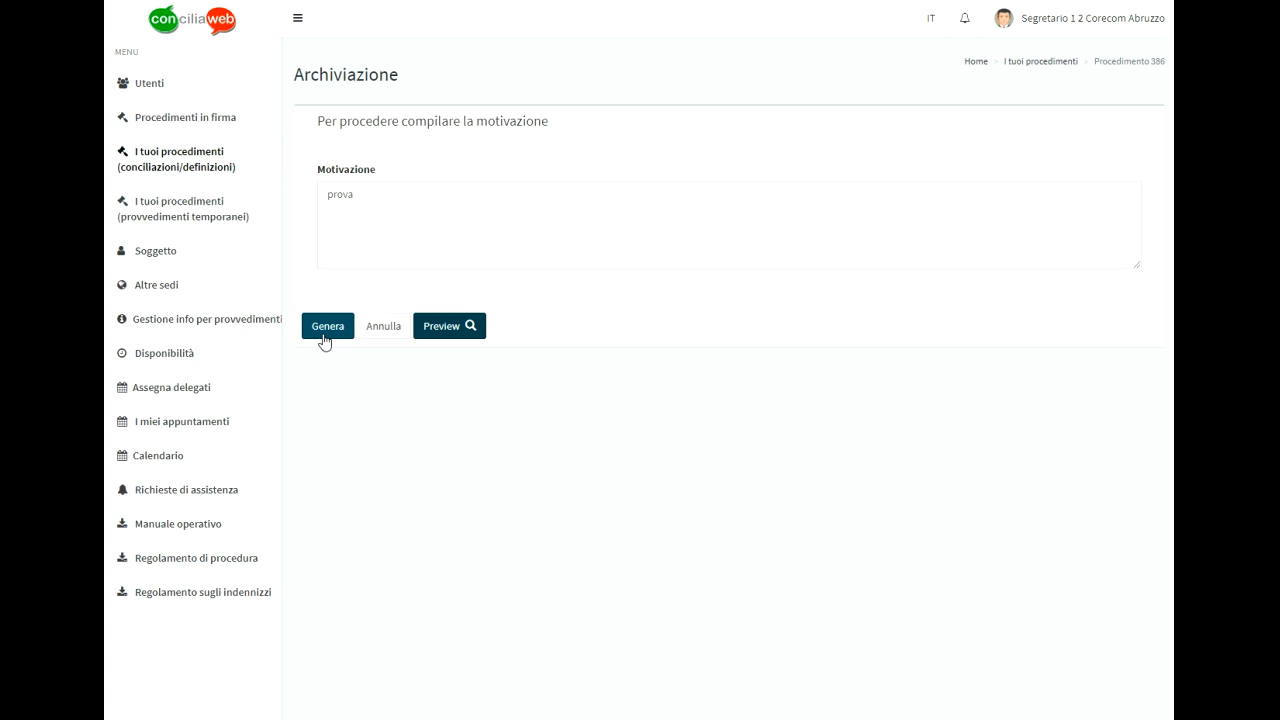 conciliaweb
IT
Segretario 1 2 Corecom Abruzzo
MENU
Utenti
Procedimenti in firma
I tuoi procedimenti
(conciliazioni/definizioni)
I tuoi procedimenti
(provvedimenti temporanei)
Soggetto
Altre sedi
Gestione info per provvedimenti
Disponibilità
Assegna delegati
I miei appuntamenti
Calendario
Richieste di assistenza
Manuale operativo
Regolamento di procedura
Regolamento sugli indennizzi
Home > I tuoi procedimenti > Procedimento 386
Archiviazione
Per procedere compilare la motivazione
Motivazione
prova
Genera Annulla Preview